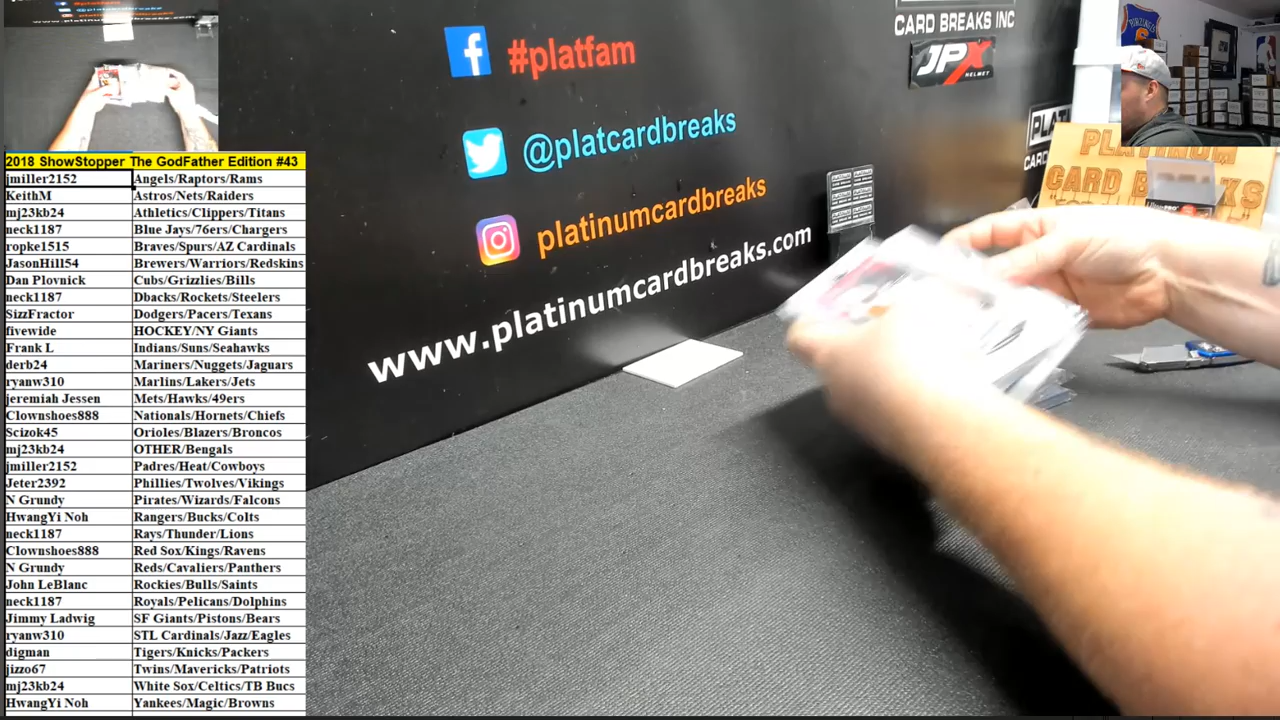 #platfam
@platcardbreaks
platinumcardbreaks
www.platinumcardbreaks.com
CARD BREAKS INC
JPX
HELMET
PLAT
PLATINUM
CARD BREAKS
2018 ShowStopper The GodFather Edition #43
jmiller2152 Angels/Raptors/Rams
KeithM Astros/Nets/Raiders
mj23kb24 Athletics/Clippers/Titans
neck1187 Blue Jays/76ers/Chargers
ropke1515 Braves/Spurs/AZ Cardinals
JasonHill54 Brewers/Warriors/Redskins
Dan Plovnick Cubs/Grizzlies/Bills
neck1187 Dbacks/Rockets/Steelers
SizzFractor Dodgers/Pacers/Texans
fivewide HOCKEY/NY Giants
Frank L Indians/Suns/Seahawks
derb24 Mariners/Nuggets/Jaguars
ryanw310 Marlins/Lakers/Jets
jeremiah Jessen Mets/Hawks/49ers
Clownshoes888 Nationals/Hornets/Chiefs
Scizok45 Orioles/Blazers/Broncos
mj23kb24 OTHER/Bengals
jmiller2152 Padres/Heat/Cowboys
Jeter2392 Phillies/Twolves/Vikings
N Grundy Pirates/Wizards/Falcons
HwangYi Noh Rangers/Bucks/Colts
neck1187 Rays/Thunder/Lions
Clownshoes888 Red Sox/Kings/Ravens
N Grundy Reds/Cavaliers/Panthers
John LeBlanc Rockies/Bulls/Saints
neck1187 Royals/Pelicans/Dolphins
Jimmy Ladwig SF Giants/Pistons/Bears
ryanw310 STL Cardinals/Jazz/Eagles
digman Tigers/Knicks/Packers
jizzo67 Twins/Mavericks/Patriots
mj23kb24 White Sox/Celtics/TB Bucs
HwangYi Noh Yankees/Magic/Browns